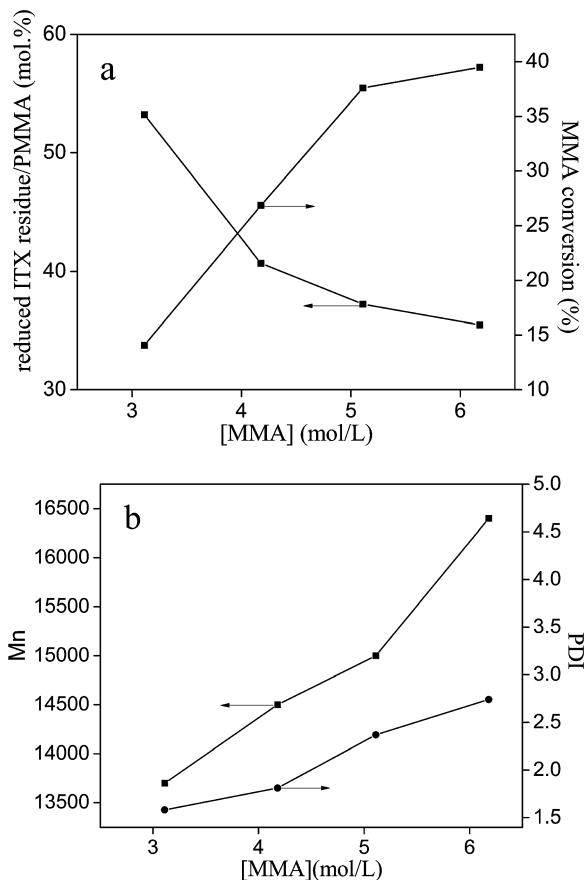 a
reduced ITX residue/PMMA (mol.%)
60
50
40
30
MMA conversion (%)
40
35
30
25
20
15
10
3 4 5 6
[MMA] (mol/L)
b
Mn
16500
16000
15500
15000
14500
14000
13500
PDI
5.0
4.5
4.0
3.5
3.0
2.5
2.0
1.5
3 4 5 6
[MMA](mol/L)